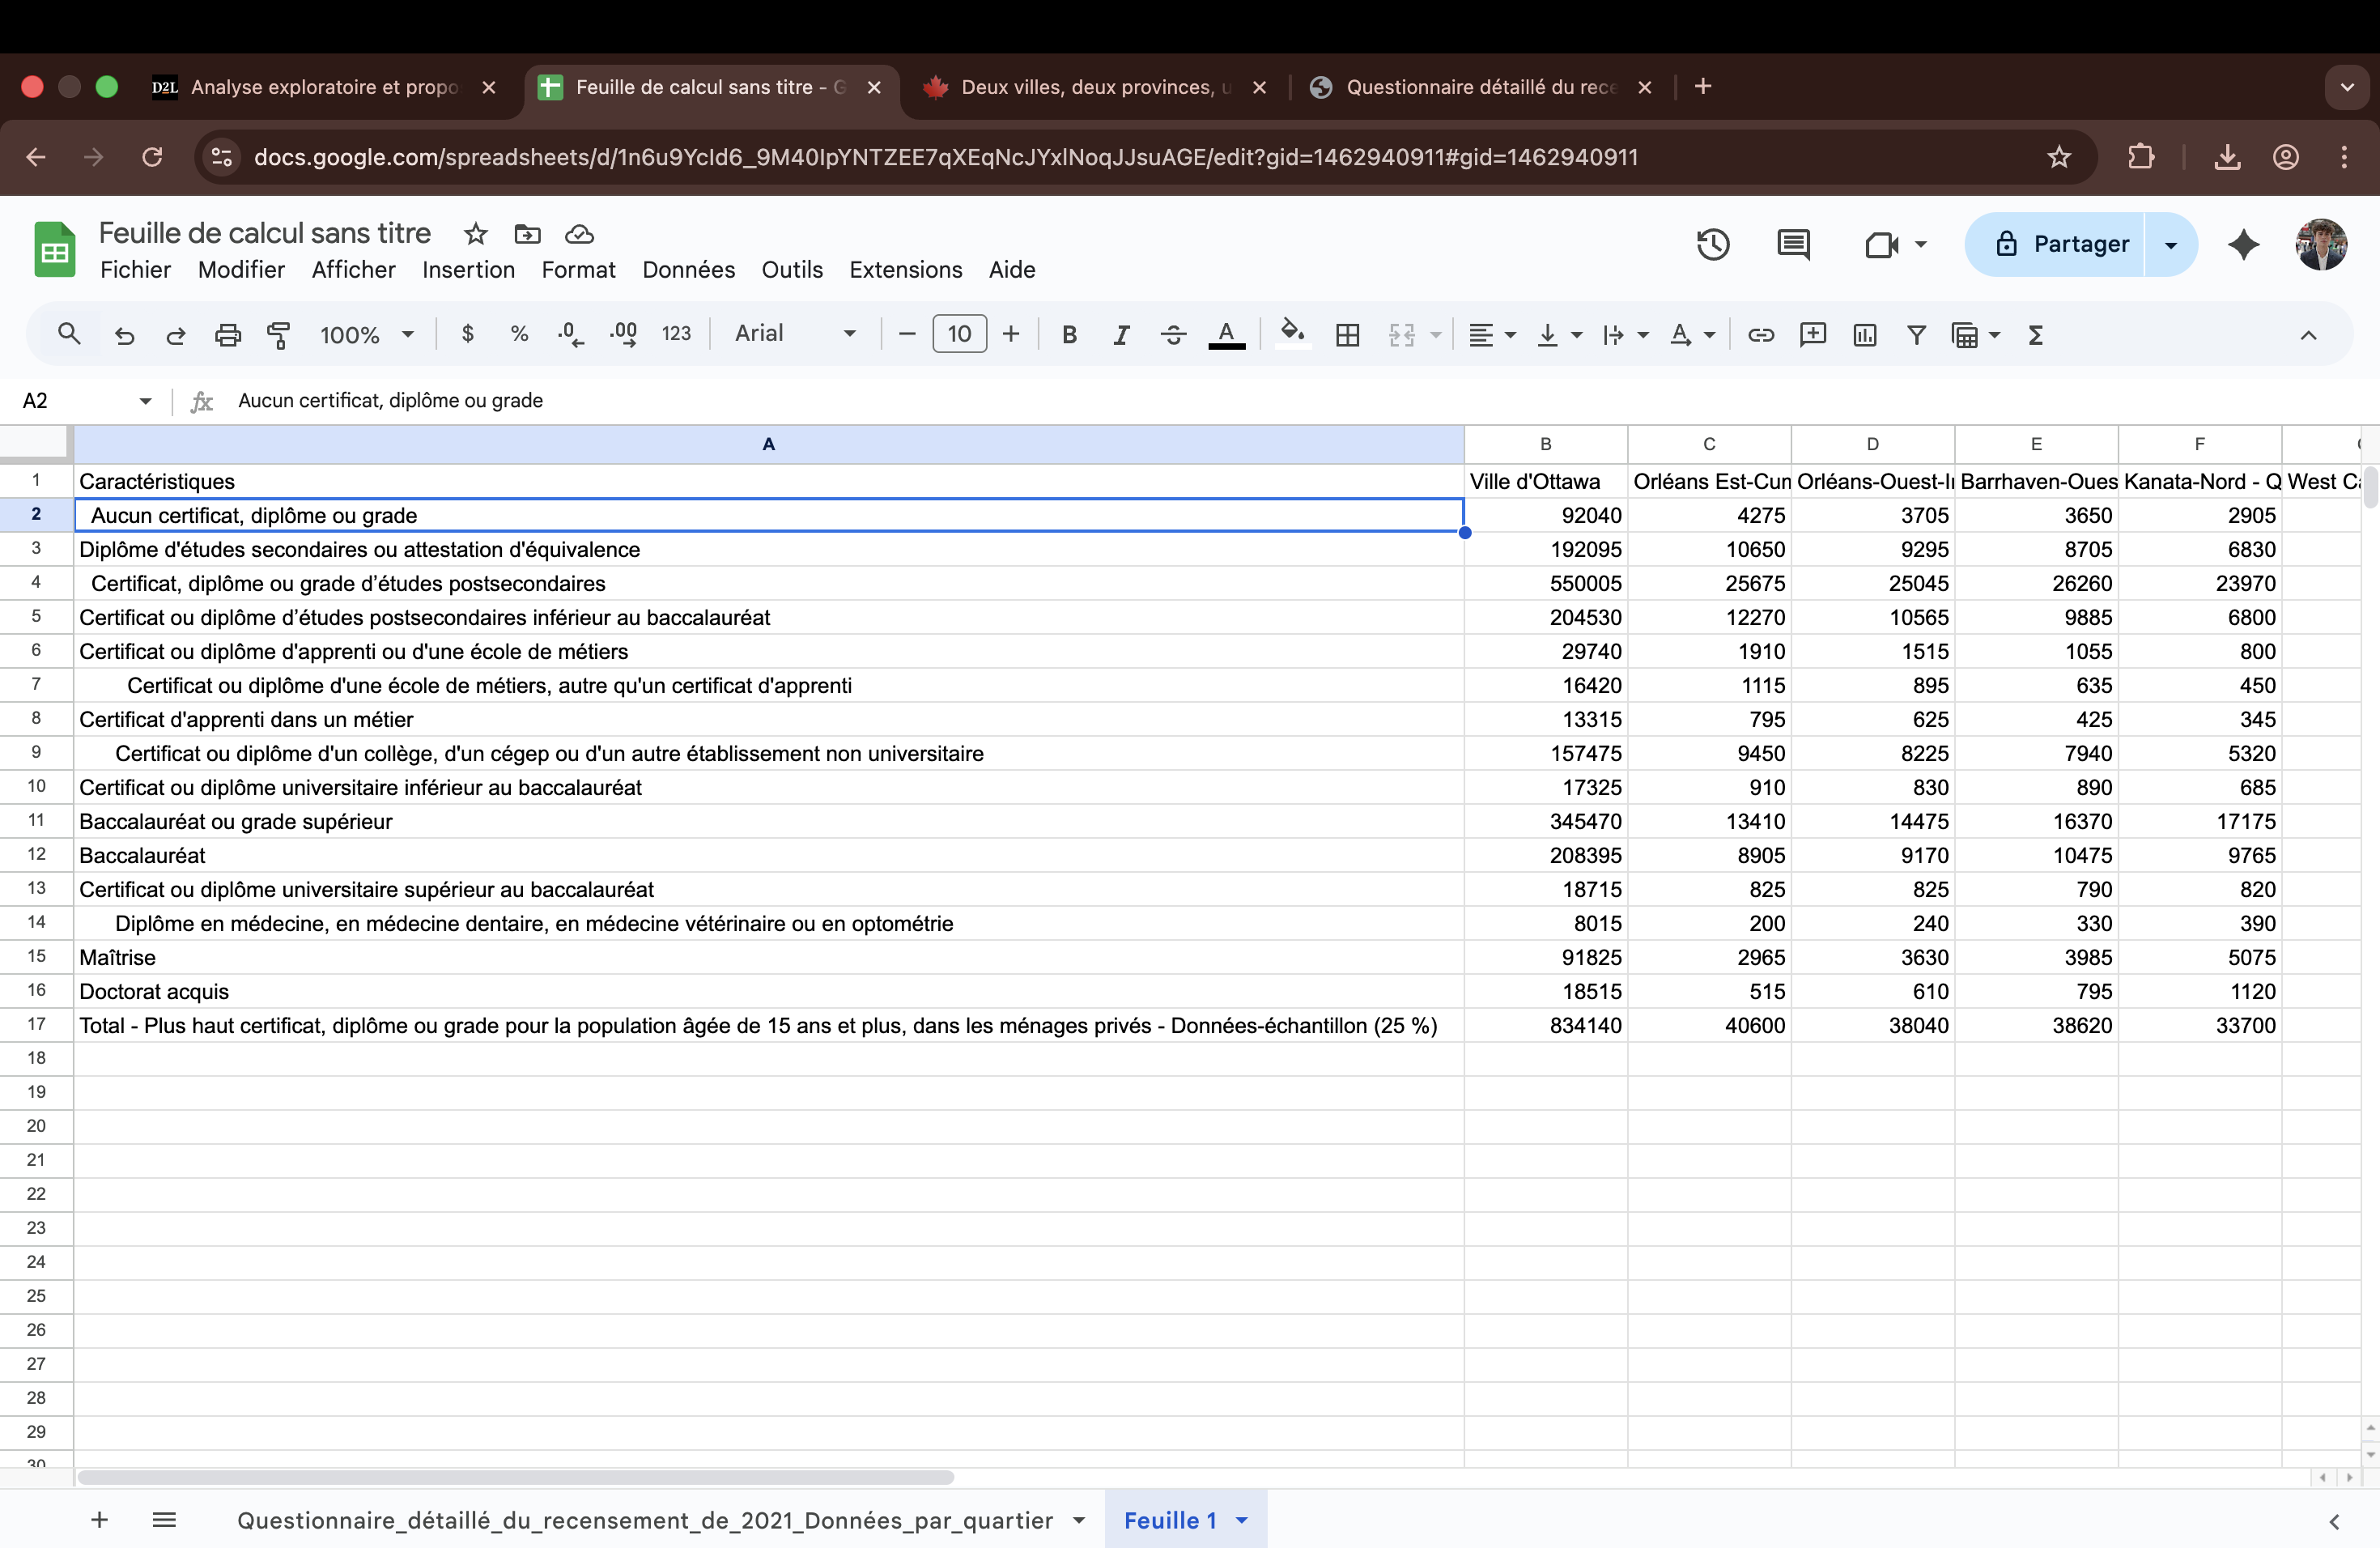 D2L Analyse exploratoire et propo
Feuille de calcul sans titre - G
Deux villes, deux provinces, u
Questionnaire détaillé du rece
docs.google.com/spreadsheets/d/1n6u9YcId6_9M40IpYNTZEE7qXEqNcJYxlNoqJJsuAGE/edit?gid=1462940911#gid=1462940911
Feuille de calcul sans titre
Fichier Modifier Afficher Insertion Format Données Outils Extensions Aide
Partager
100% $ % .0 .00 123 Arial 10 B I A Σ
A2 fx Aucun certificat, diplôme ou grade
A B C D E F
1 Caractéristiques Ville d'Ottawa Orléans Est-Cum Orléans-Ouest-I Barrhaven-Oues Kanata-Nord - Q West Ca
2 Aucun certificat, diplôme ou grade 92040 4275 3705 3650 2905
3 Diplôme d'études secondaires ou attestation d'équivalence 192095 10650 9295 8705 6830
4 Certificat, diplôme ou grade d’études postsecondaires 550005 25675 25045 26260 23970
5 Certificat ou diplôme d’études postsecondaires inférieur au baccalauréat 204530 12270 10565 9885 6800
6 Certificat ou diplôme d'apprenti ou d'une école de métiers 29740 1910 1515 1055 800
7 Certificat ou diplôme d'une école de métiers, autre qu'un certificat d'apprenti 16420 1115 895 635 450
8 Certificat d'apprenti dans un métier 13315 795 625 425 345
9 Certificat ou diplôme d'un collège, d'un cégep ou d'un autre établissement non universitaire 157475 9450 8225 7940 5320
10 Certificat ou diplôme universitaire inférieur au baccalauréat 17325 910 830 890 685
11 Baccalauréat ou grade supérieur 345470 13410 14475 16370 17175
12 Baccalauréat 208395 8905 9170 10475 9765
13 Certificat ou diplôme universitaire supérieur au baccalauréat 18715 825 825 790 820
14 Diplôme en médecine, en médecine dentaire, en médecine vétérinaire ou en optométrie 8015 200 240 330 390
15 Maîtrise 91825 2965 3630 3985 5075
16 Doctorat acquis 18515 515 610 795 1120
17 Total - Plus haut certificat, diplôme ou grade pour la population âgée de 15 ans et plus, dans les ménages privés - Données-échantillon (25 %) 834140 40600 38040 38620 33700
18
19
20
21
22
23
24
25
26
27
28
29
30
Questionnaire_détaillé_du_recensement_de_2021_Données_par_quartier Feuille 1